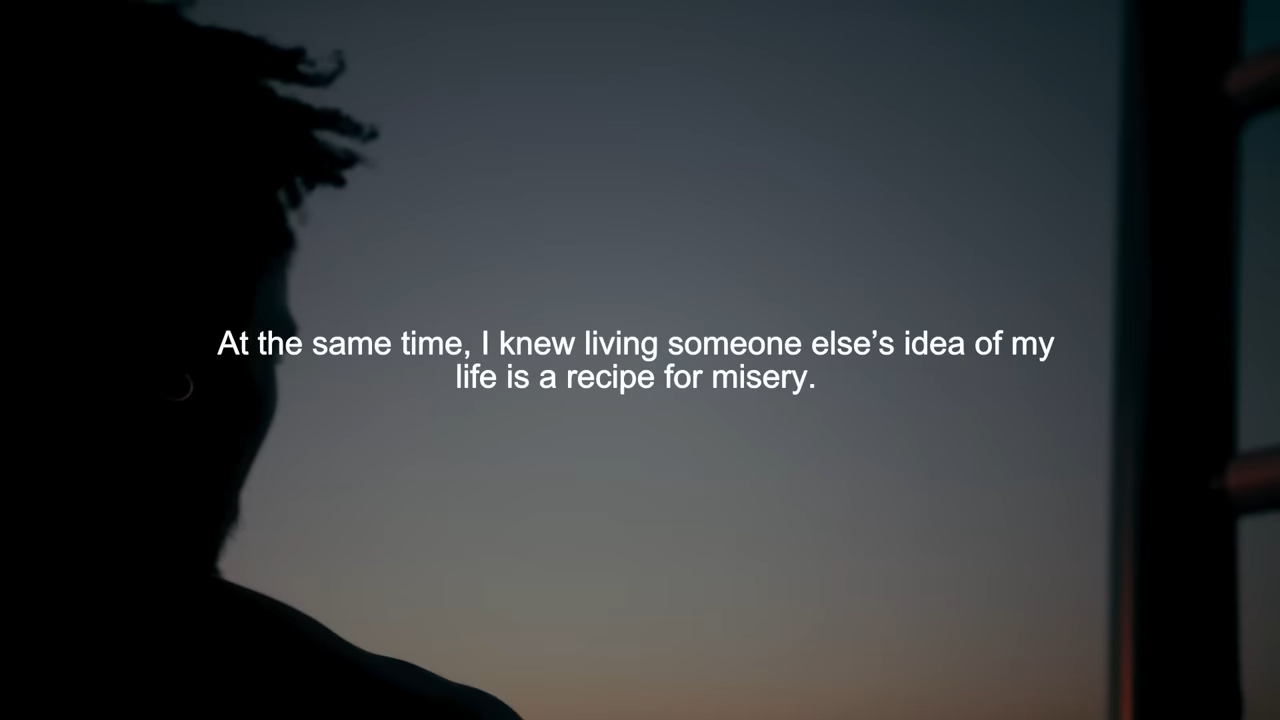 At the same time, I knew living someone else’s idea of my
life is a recipe for misery.